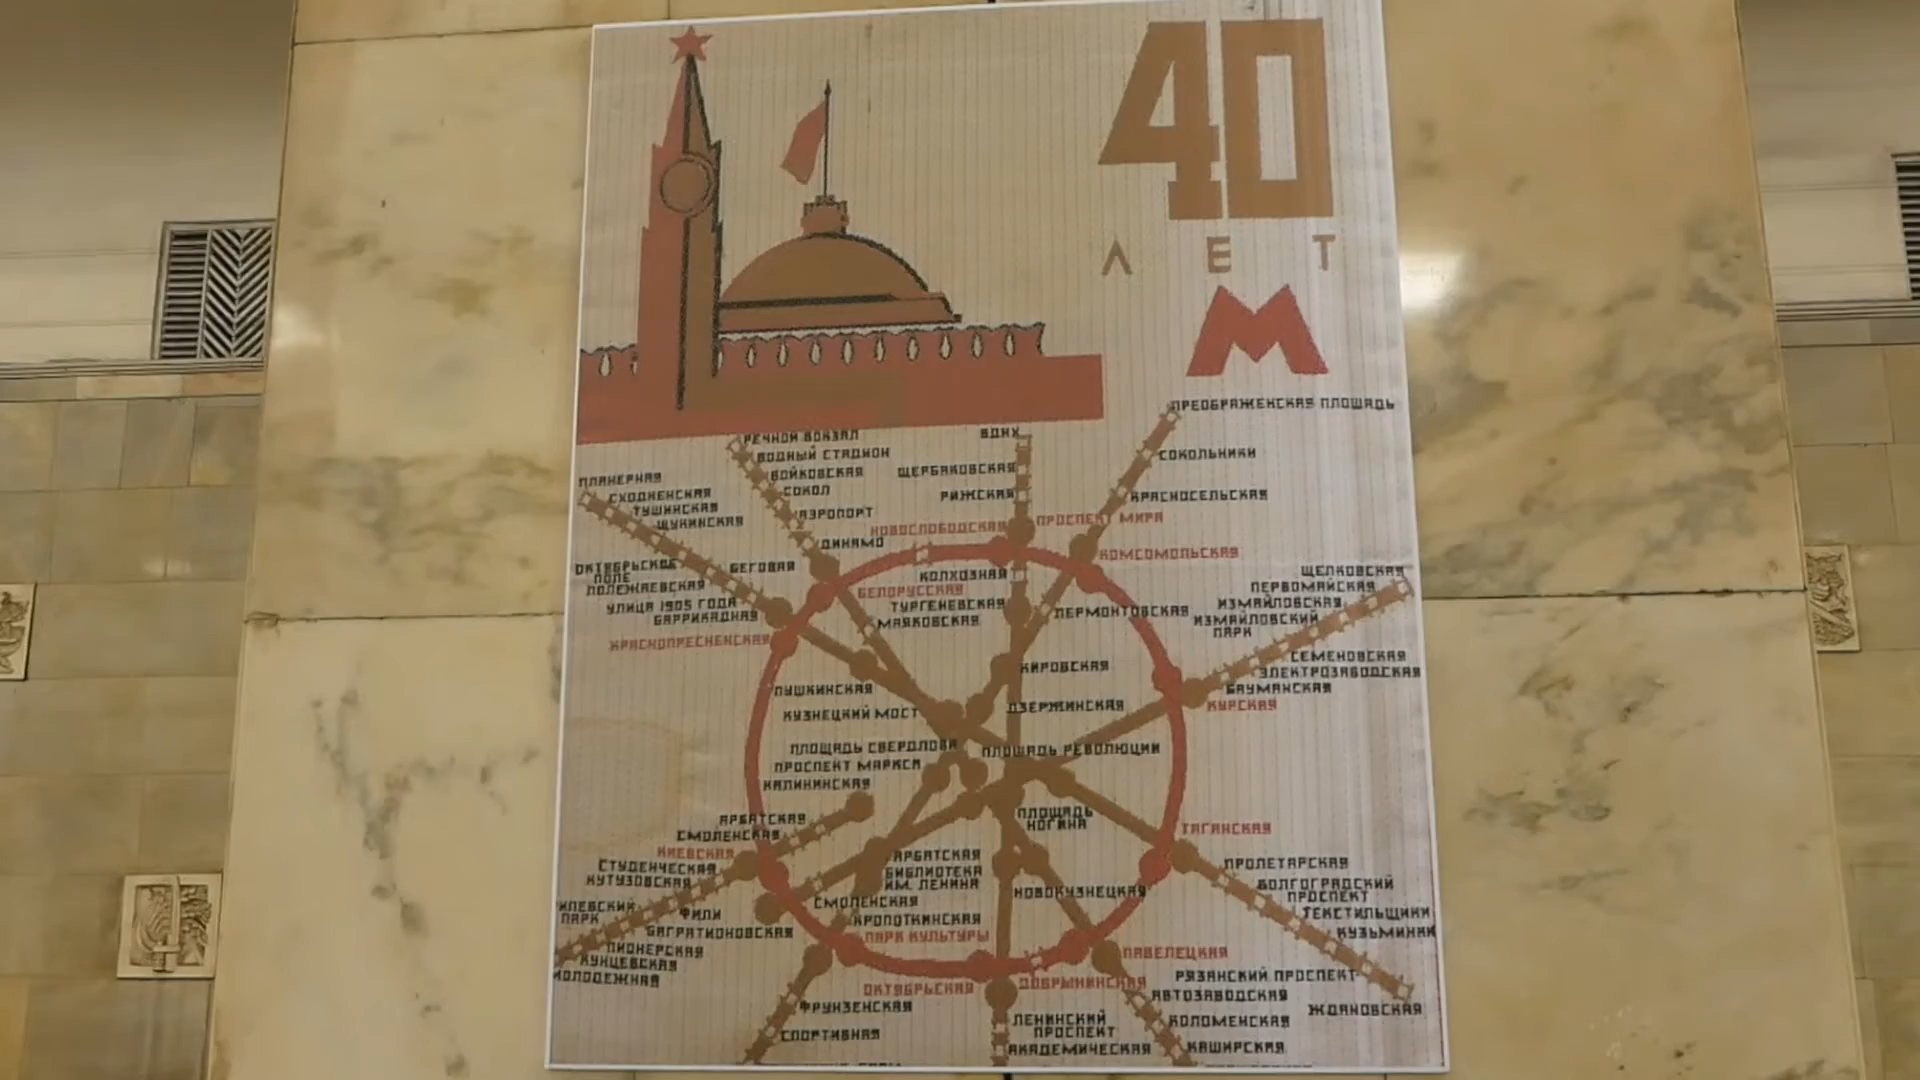 40
ЛЕТ
М
ПРЕОБРАЖЕНСКАЯ ПЛОЩАДЬ
РЕЧНОЙ ВОКЗАЛ
ВДНХ
ВОДНЫЙ СТАДИОН
СОКОЛЬНИКИ
ВОЙКОВСКАЯ
ЩЕРБАКОВСКАЯ
ПЛАНЕРНАЯ
СХОДНЕНСКАЯ
СОКОЛ
РИЖСКАЯ
КРАСНОСЕЛЬСКАЯ
ТУШИНСКАЯ
ЩУКИНСКАЯ
АЭРОПОРТ
НОВОСЛОБОДСКАЯ
ПРОСПЕКТ МИРА
ДИНАМО
КОМСОМОЛЬСКАЯ
ОКТЯБРЬСКОЕ
ПОЛЕ
БЕГОВАЯ
КОЛХОЗНАЯ
ЩЕЛКОВСКАЯ
ПОЛЕЖАЕВСКАЯ
БЕЛОРУССКАЯ
ПЕРВОМАЙСКАЯ
УЛИЦА 1905 ГОДА
ТУРГЕНЕВСКАЯ
ЛЕРМОНТОВСКАЯ
ИЗМАЙЛОВСКАЯ
БАРРИКАДНАЯ
МАЯКОВСКАЯ
ИЗМАЙЛОВСКИЙ
ПАРК
КРАСНОПРЕСНЕНСКАЯ
КИРОВСКАЯ
СЕМЕНОВСКАЯ
ЭЛЕКТРОЗАВОДСКАЯ
ПУШКИНСКАЯ
БАУМАНСКАЯ
КУЗНЕЦКИЙ МОСТ
ДЗЕРЖИНСКАЯ
КУРСКАЯ
ПЛОЩАДЬ СВЕРДЛОВА
ПЛОЩАДЬ РЕВОЛЮЦИИ
ПРОСПЕКТ МАРКСА
КАЛИНИНСКАЯ
АРБАТСКАЯ
ПЛОЩАДЬ
НОГИНА
СМОЛЕНСКАЯ
ТАГАНСКАЯ
КИЕВСКАЯ
АРБАТСКАЯ
СТУДЕНЧЕСКАЯ
БИБЛИОТЕКА
ИМ. ЛЕНИНА
ПРОЛЕТАРСКАЯ
КУТУЗОВСКАЯ
НОВОКУЗНЕЦКАЯ
ВОЛГОГРАДСКИЙ
ПРОСПЕКТ
СМОЛЕНСКАЯ
ИЛЕВСКИЙ
ПАРК
ФИЛИ
КРОПОТКИНСКАЯ
ТЕКСТИЛЬЩИКИ
БАГРАТИОНОВСКАЯ
ПАРК КУЛЬТУРЫ
КУЗЬМИНКИ
ПИОНЕРСКАЯ
ПАВЕЛЕЦКАЯ
КУНЦЕВСКАЯ
РЯЗАНСКИЙ ПРОСПЕКТ
МОЛОДЕЖНАЯ
ОКТЯБРЬСКАЯ
ДОБРЫНИНСКАЯ
АВТОЗАВОДСКАЯ
ФРУНЗЕНСКАЯ
ЖДАНОВСКАЯ
ЛЕНИНСКИЙ
ПРОСПЕКТ
КОЛОМЕНСКАЯ
СПОРТИВНАЯ
АКАДЕМИЧЕСКАЯ
КАШИРСКАЯ